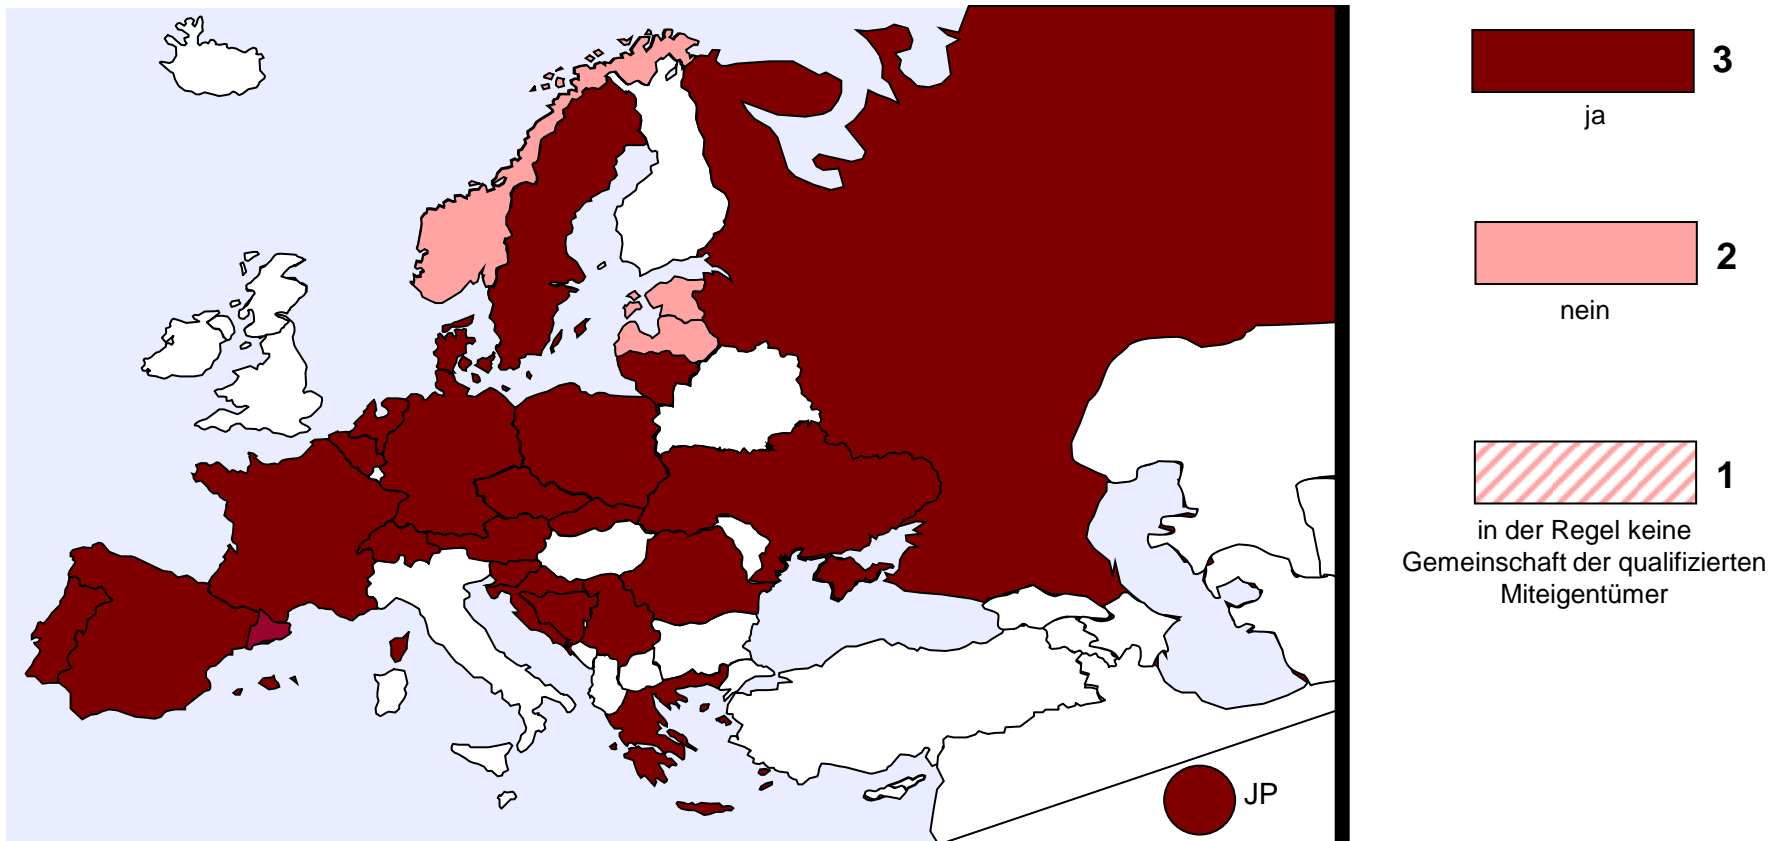 3
ja
2
nein
1
in der Regel keine
Gemeinschaft der qualifizierten
Miteigentümer
JP